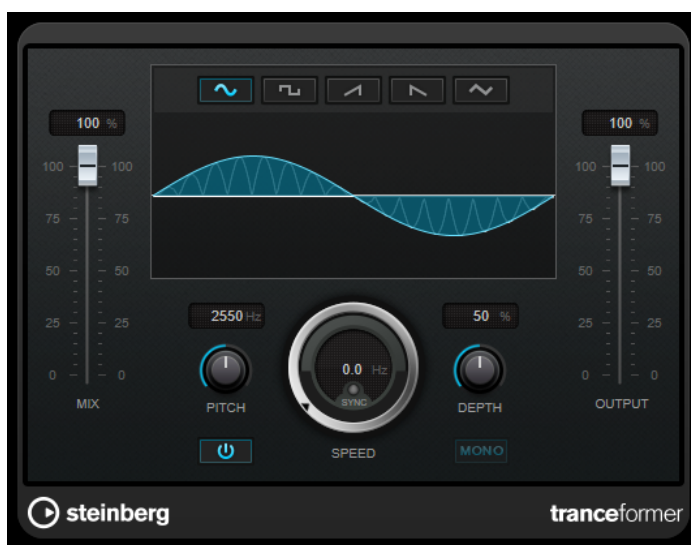 100 %
100 %
100 100
75 75
50 50
25 25
0 0
MIX
100 100
75 75
50 50
25 25
0 0
OUTPUT
2550 Hz
PITCH
0.0 Hz
SYNC
SPEED
50 %
DEPTH
MONO
steinberg
tranceformer